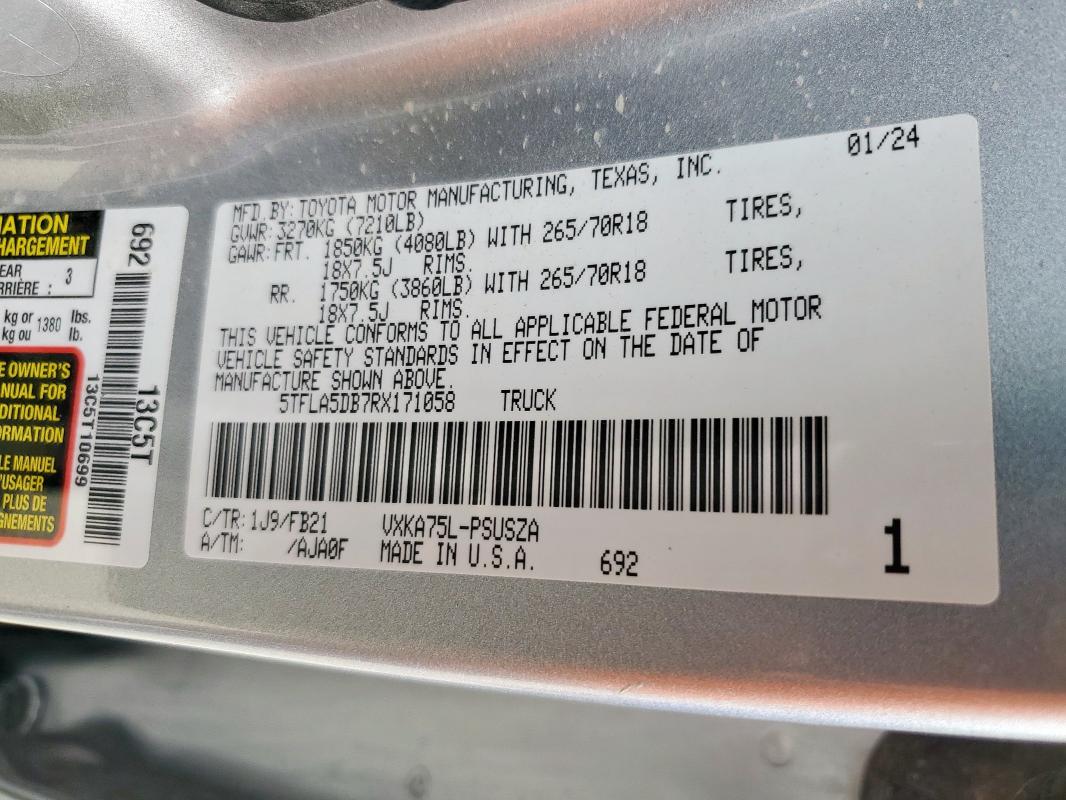 MATION
HARGEMENT
EAR
RRIÈRE : 3
kg or 1380 lbs.
kg ou lb.
E OWNER'S
NUAL FOR
DITIONAL
ORMATION
LE MANUEL
'USAGER
PLUS DE
GNEMENTS
692
13C5T
13C5T10699
01/24
MFD.BY:TOYOTA MOTOR MANUFACTURING, TEXAS, INC.
GVWR:3270KG (7210LB)
GAWR:FRT. 1850KG (4080LB) WITH 265/70R18 TIRES,
18X7.5J RIMS.
RR. 1750KG (3860LB) WITH 265/70R18 TIRES,
18X7.5J RIMS.
THIS VEHICLE CONFORMS TO ALL APPLICABLE FEDERAL MOTOR
VEHICLE SAFETY STANDARDS IN EFFECT ON THE DATE OF
MANUFACTURE SHOWN ABOVE.
5TFLA5DB7RX171058 TRUCK
C/TR:1J9/FB21 VXKA75L-PSUSZA
A/TM: /AJA0F MADE IN U.S.A. 692
1